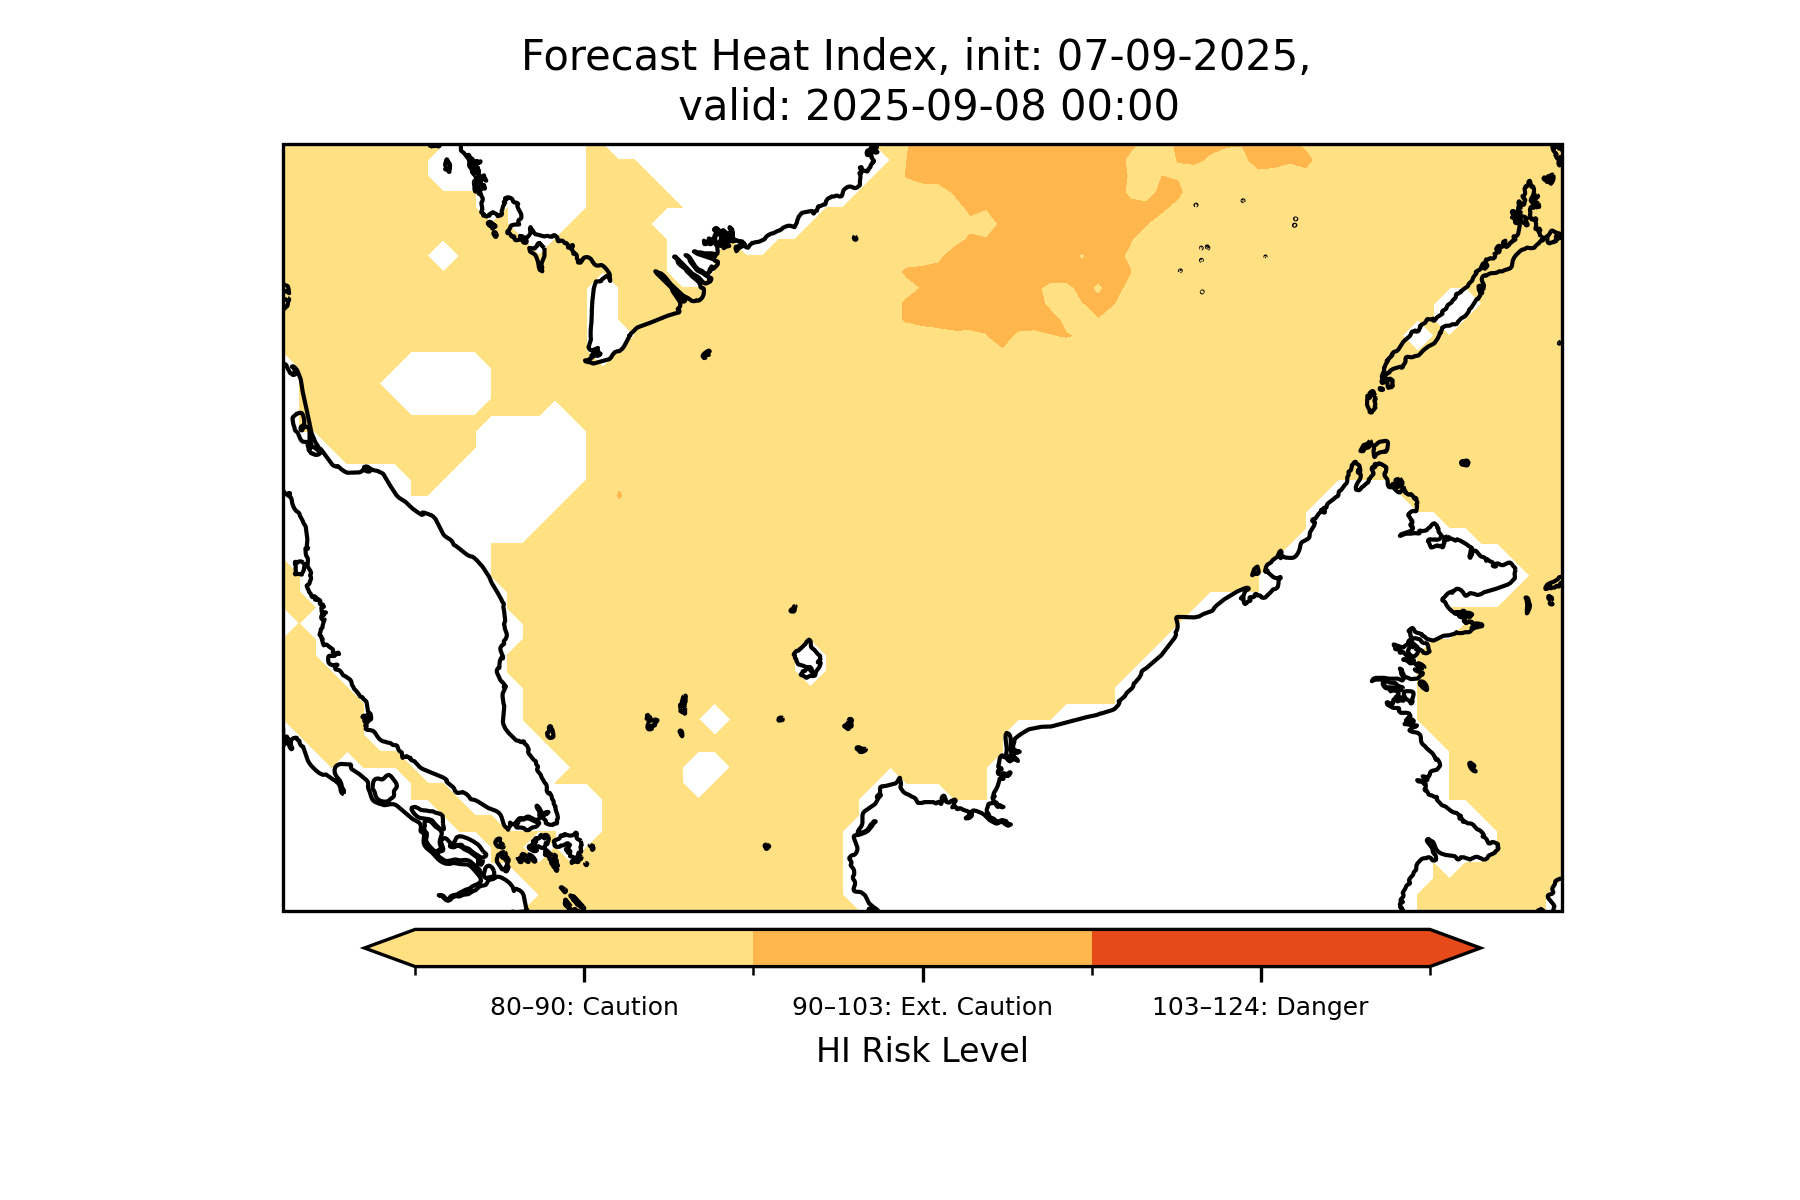 Forecast Heat Index, init: 07-09-2025,
valid: 2025-09-08 00:00
80–90: Caution
90–103: Ext. Caution
103–124: Danger
HI Risk Level